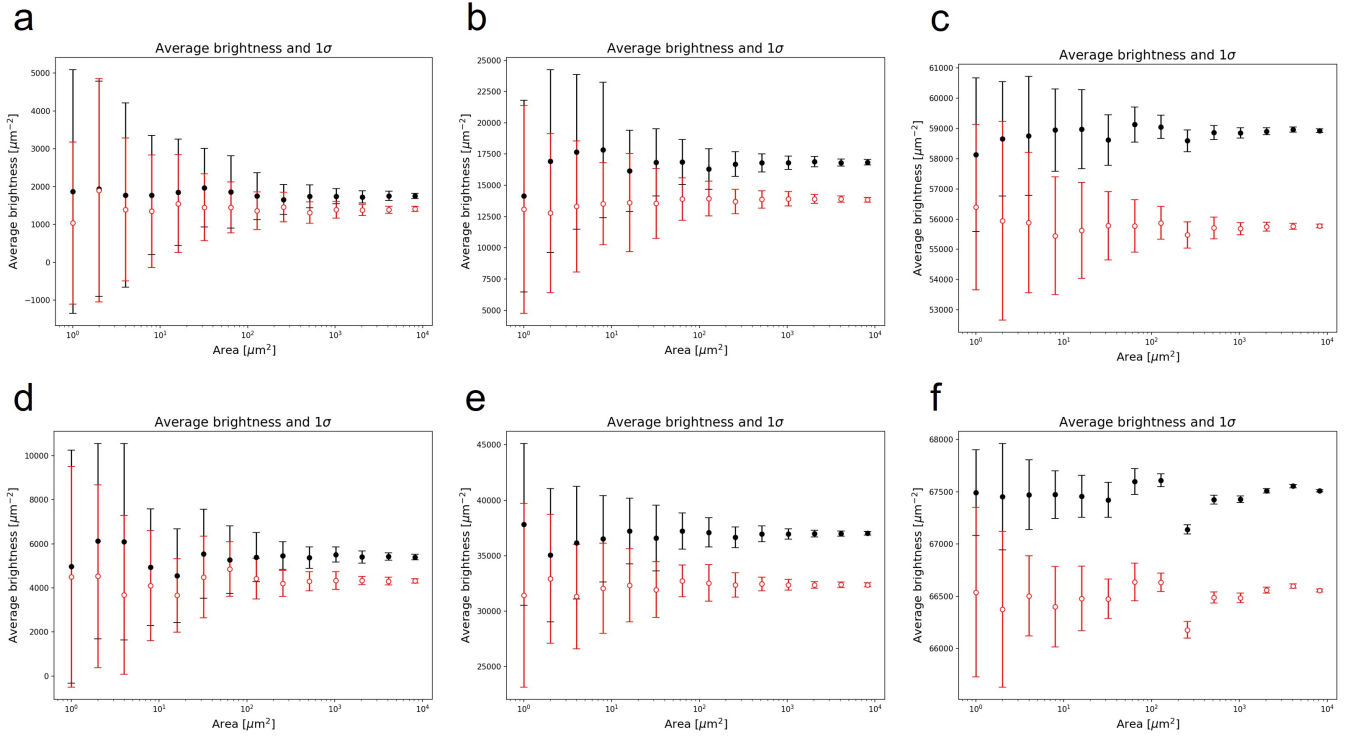 a
Average brightness and 1σ
Average brightness [μm⁻²]
5000
4000
3000
2000
1000
0
−1000
10⁰
10¹
10²
10³
10⁴
Area [μm²]
b
Average brightness and 1σ
Average brightness [μm⁻²]
25000
22500
20000
17500
15000
12500
10000
7500
5000
10⁰
10¹
10²
10³
10⁴
Area [μm²]
c
Average brightness and 1σ
Average brightness [μm⁻²]
61000
60000
59000
58000
57000
56000
55000
54000
53000
10⁰
10¹
10²
10³
10⁴
Area [μm²]
d
Average brightness and 1σ
Average brightness [μm⁻²]
10000
8000
6000
4000
2000
0
10⁰
10¹
10²
10³
10⁴
Area [μm²]
e
Average brightness and 1σ
Average brightness [μm⁻²]
45000
40000
35000
30000
25000
10⁰
10¹
10²
10³
10⁴
Area [μm²]
f
Average brightness and 1σ
Average brightness [μm⁻²]
68000
67500
67000
66500
66000
10⁰
10¹
10²
10³
10⁴
Area [μm²]